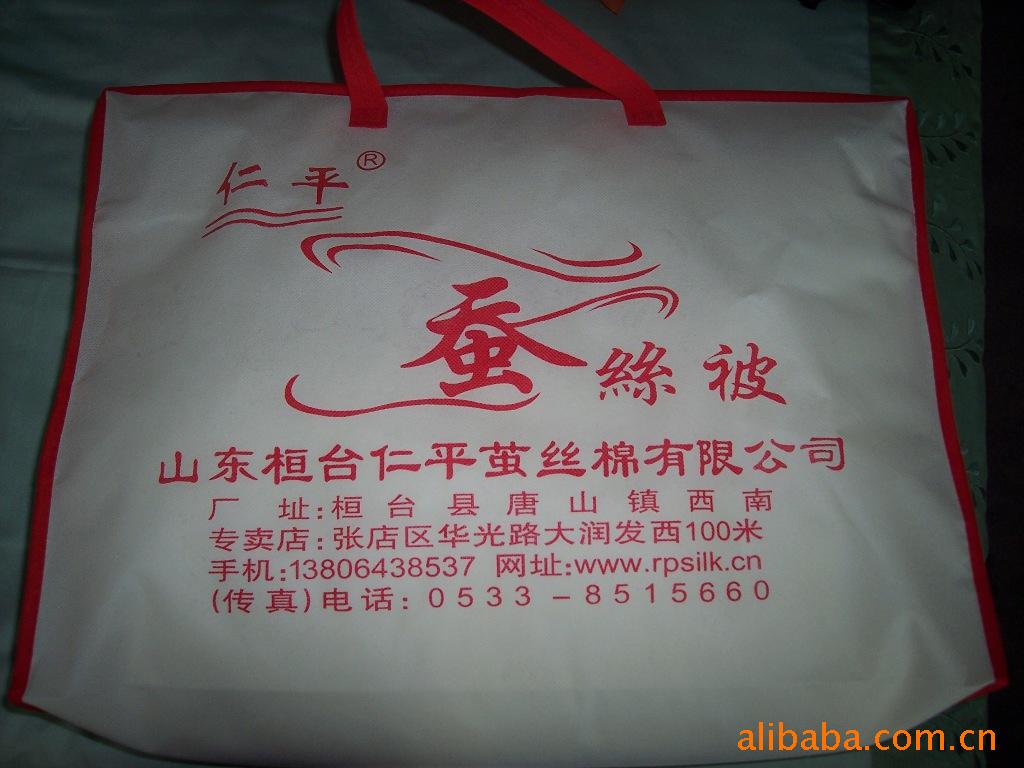 仁平®
蚕絲被
山东桓台仁平茧丝棉有限公司
厂址:桓台县唐山镇西南
专卖店:张店区华光路大润发西100米
手机:13806438537 网址:www.rpsilk.cn
(传真)电话:0533-8515660
alibaba.com.cn